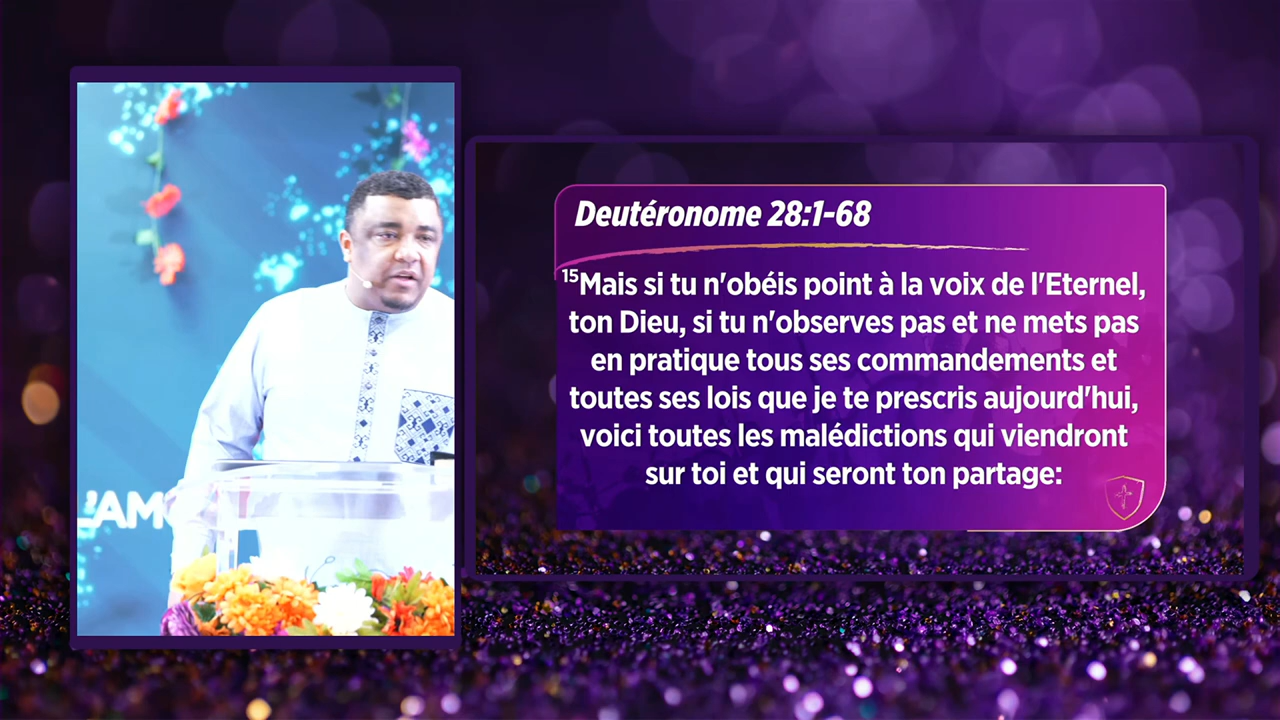 Deutéronome 28:1-68
15Mais si tu n'obéis point à la voix de l'Eternel,
ton Dieu, si tu n'observes pas et ne mets pas
en pratique tous ses commandements et
toutes ses lois que je te prescris aujourd'hui,
voici toutes les malédictions qui viendront
sur toi et qui seront ton partage: